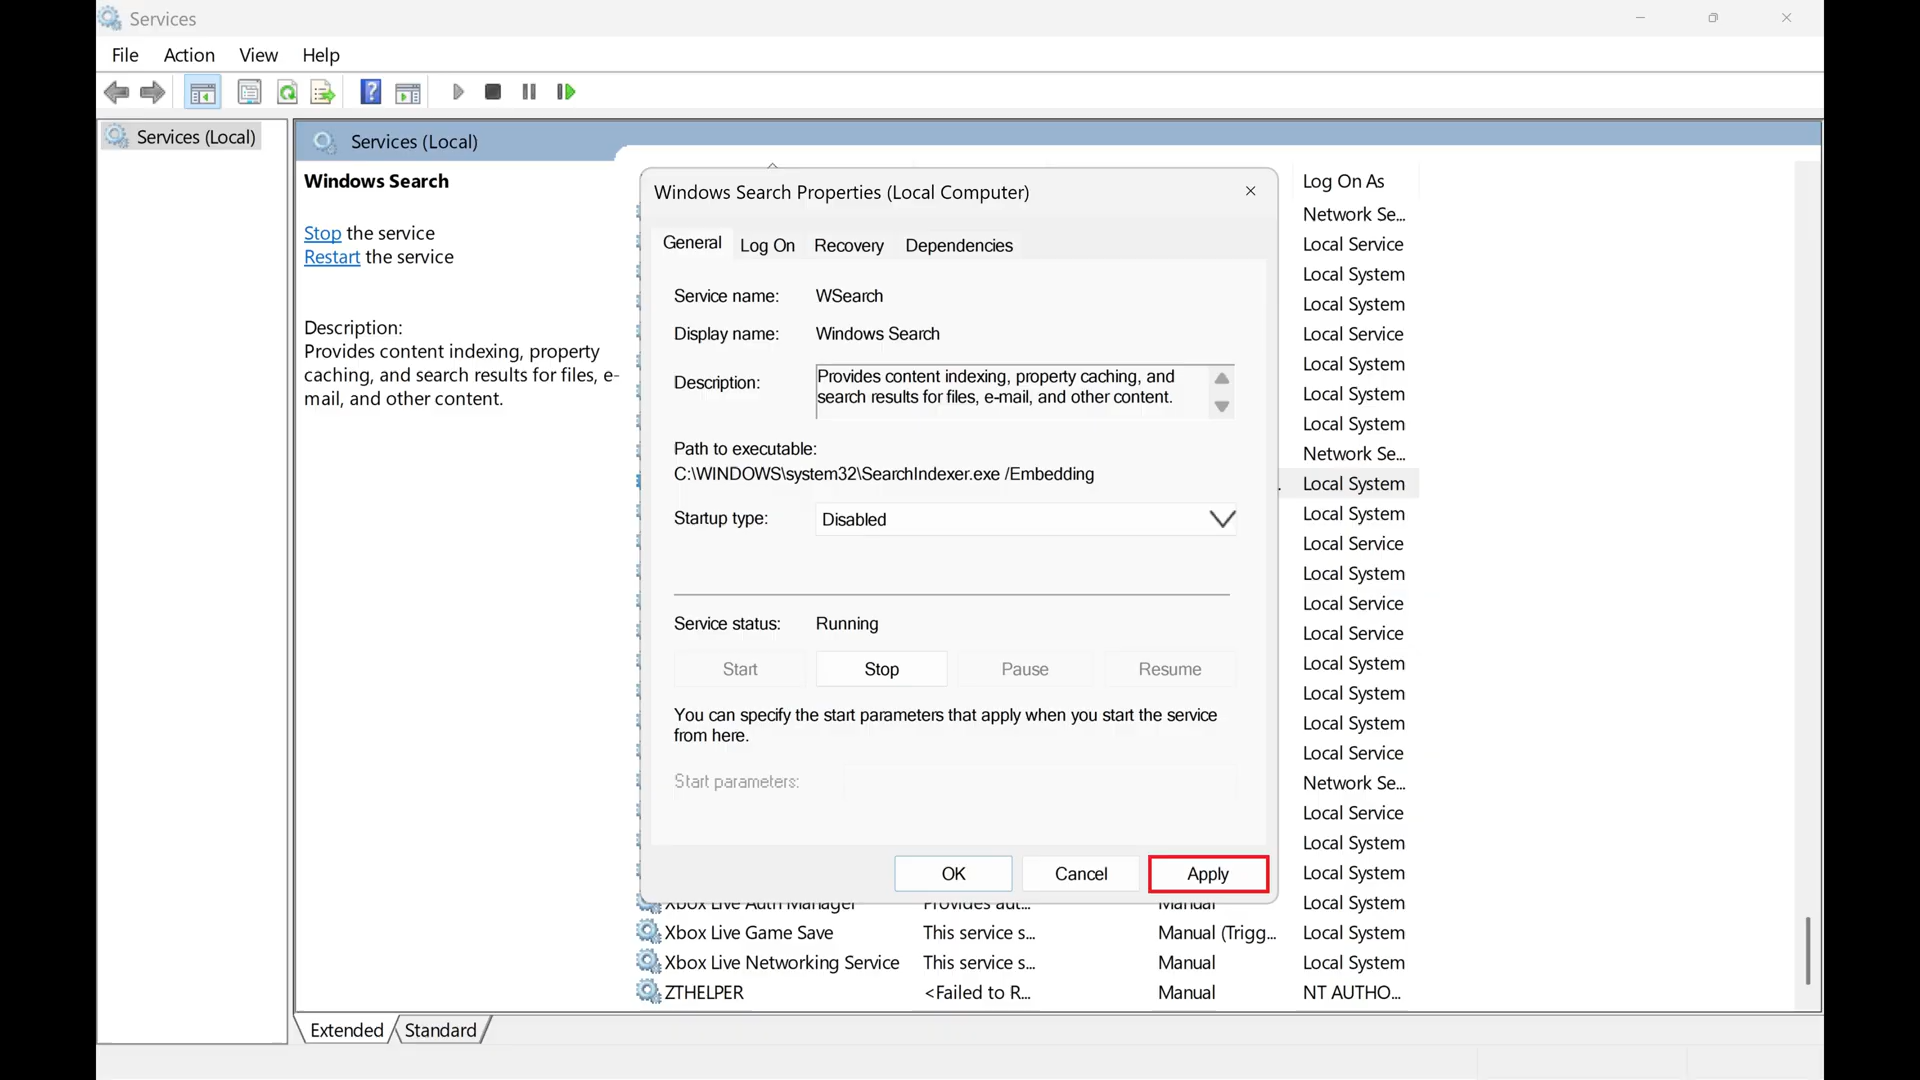 Services
File Action View Help
Services (Local)
Services (Local)
Windows Search
Stop the service
Restart the service
Description:
Provides content indexing, property
caching, and search results for files, e-
mail, and other content.
Windows Search Properties (Local Computer)
General Log On Recovery Dependencies
Service name: WSearch
Display name: Windows Search
Description: Provides content indexing, property caching, and
search results for files, e-mail, and other content.
Path to executable:
C:\WINDOWS\system32\SearchIndexer.exe /Embedding
Startup type: Disabled
Service status: Running
Start Stop Pause Resume
You can specify the start parameters that apply when you start the service
from here.
Start parameters:
OK Cancel Apply
Log On As
Network Se...
Local Service
Local System
Local System
Local Service
Local System
Local System
Local System
Network Se...
Local System
Local System
Local Service
Local System
Local Service
Local Service
Local System
Local System
Local System
Local Service
Network Se...
Local Service
Local System
Local System
Xbox Live Auth Manager Provides aut... Manual Local System
Xbox Live Game Save This service s... Manual (Trigg... Local System
Xbox Live Networking Service This service s... Manual Local System
ZTHELPER <Failed to R... Manual NT AUTHO...
Extended Standard